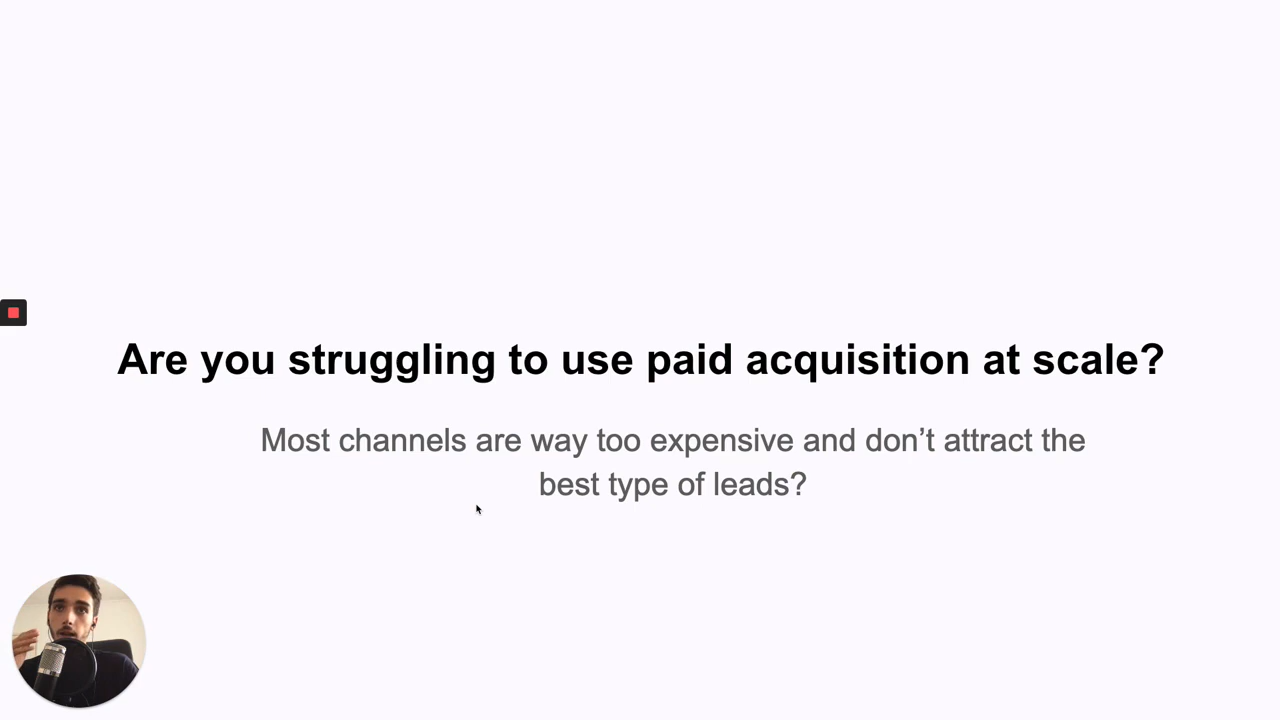 Are you struggling to use paid acquisition at scale?
Most channels are way too expensive and don’t attract the
best type of leads?